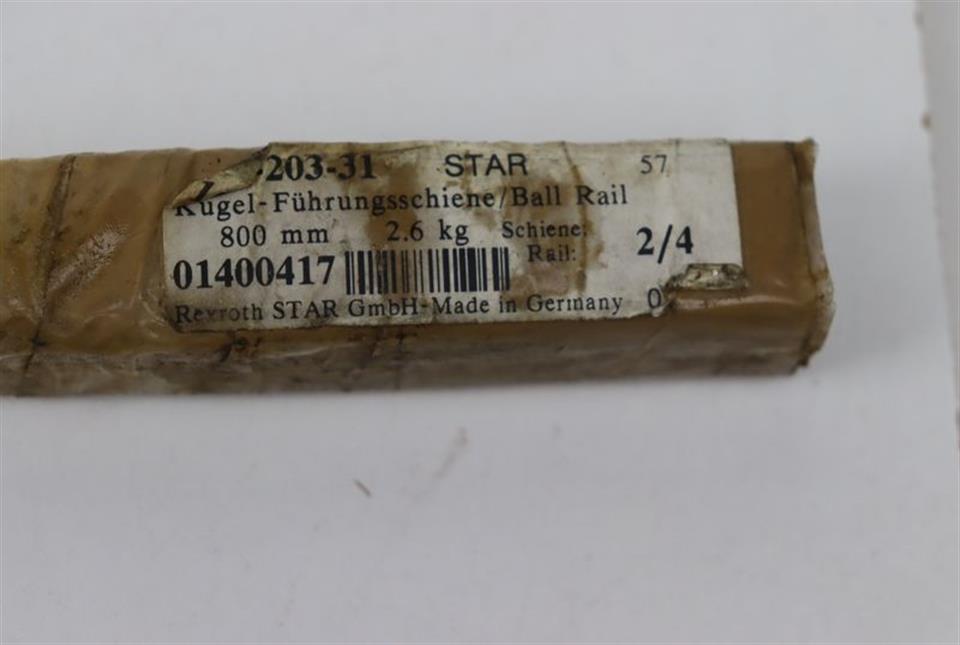 203-31 STAR 57
Kugel-Führungsschiene/Ball Rail
800 mm 2.6 kg Schiene:
Rail: 2/4
01400417
Rexroth STAR GmbH-Made in Germany 0